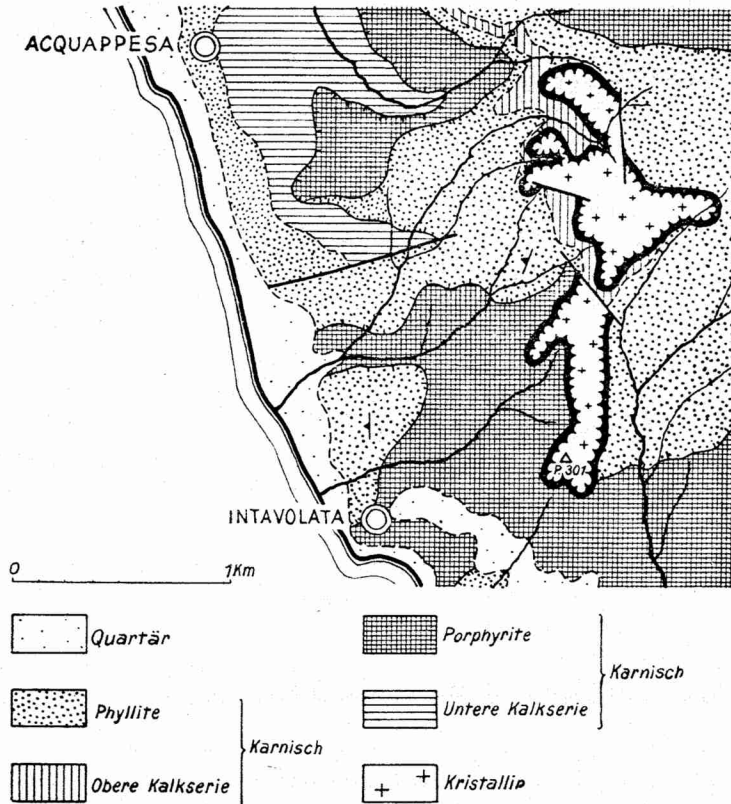 ACQUAPPESA
P.301
INTAVOLATA
0 1Km
Quartär
Porphyrite
Karnisch
Phyllite
Untere Kalkserie
Karnisch
Obere Kalkserie
Kristallin